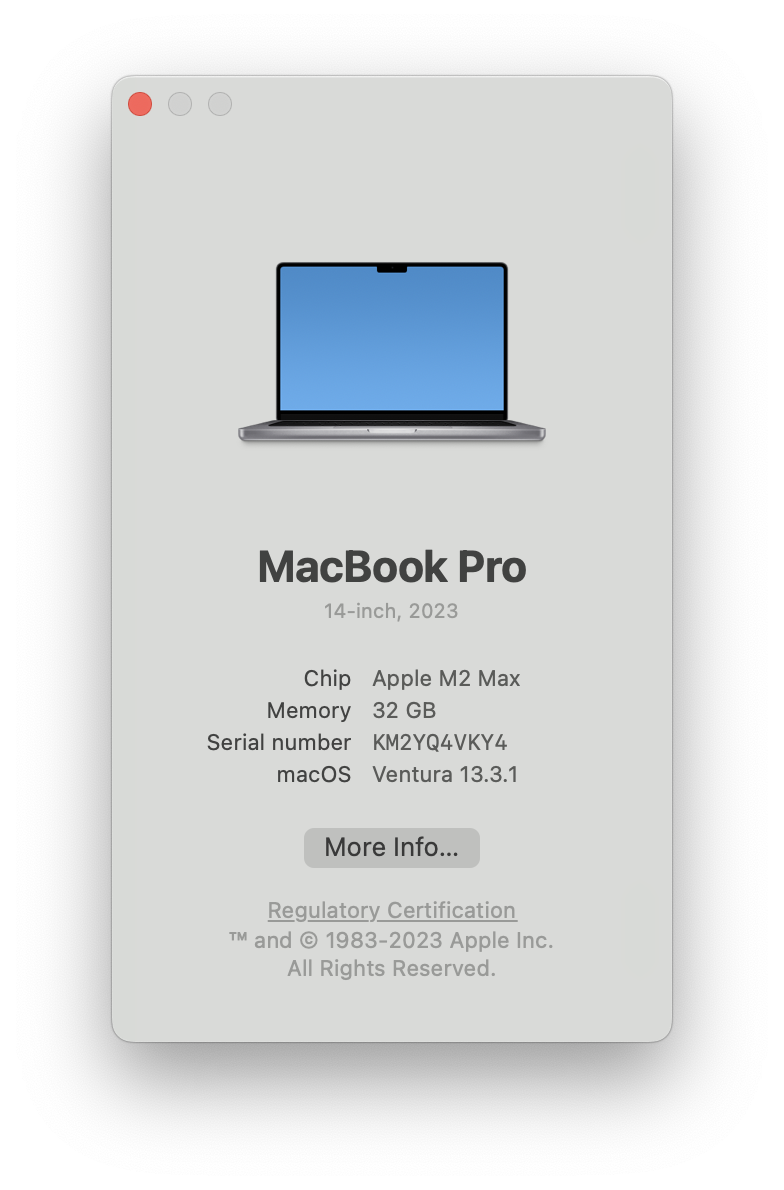 MacBook Pro
14-inch, 2023
Chip Apple M2 Max
Memory 32 GB
Serial number KM2YQ4VKY4
macOS Ventura 13.3.1
More Info...
Regulatory Certification
™ and © 1983-2023 Apple Inc.
All Rights Reserved.